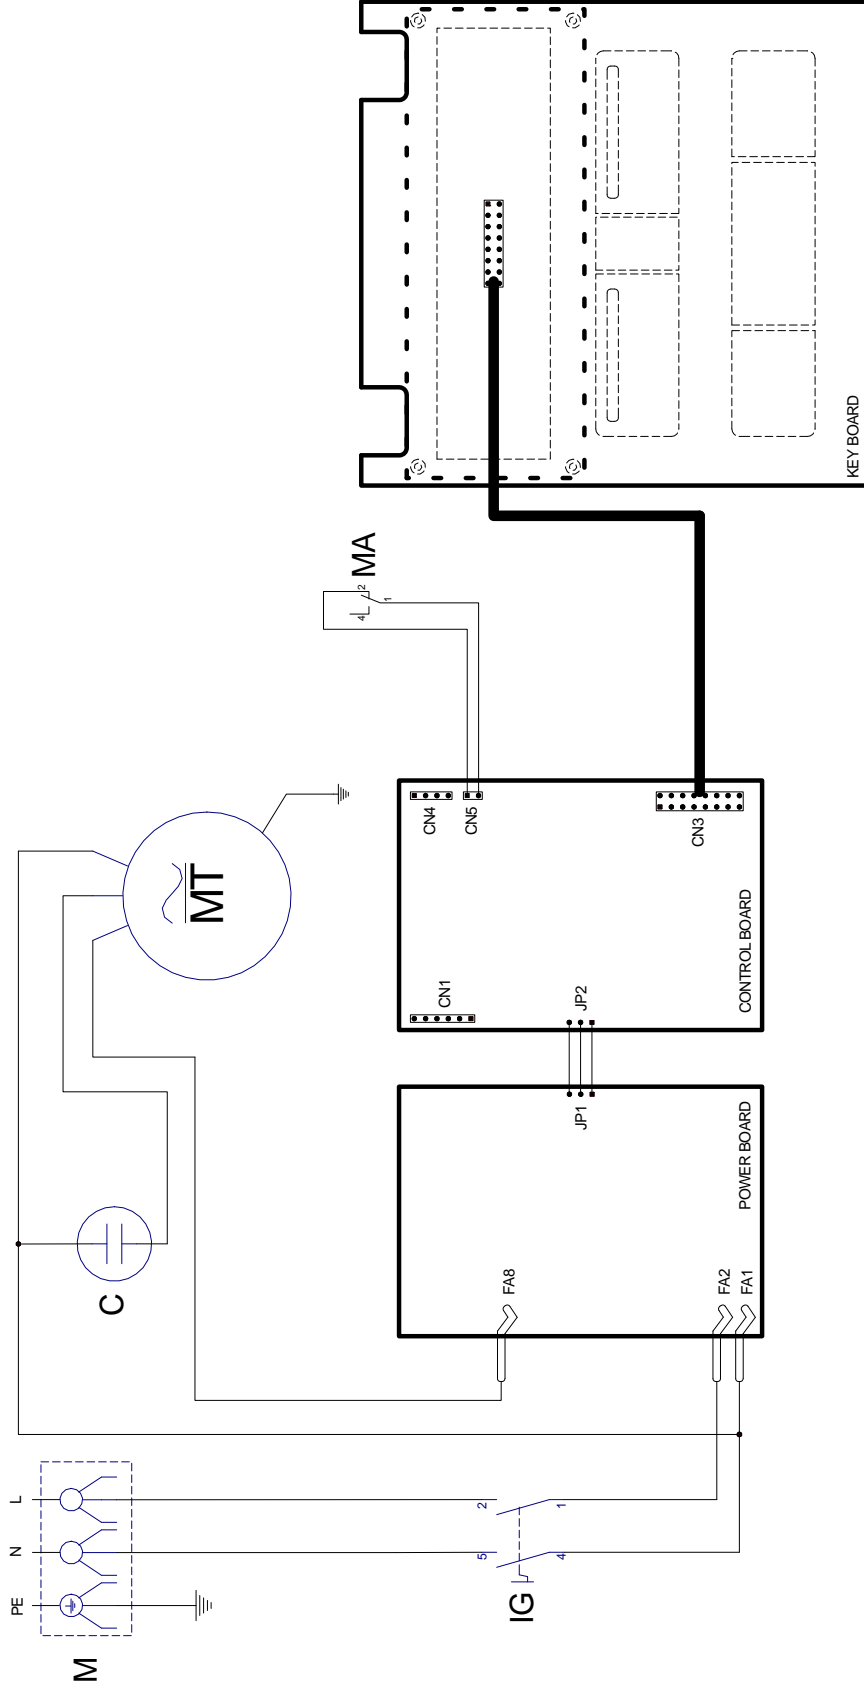 M
PE
N
L
IG
5
4
2
1
C
MT
FA8
FA2
FA1
JP1
POWER BOARD
CN1
JP2
CN4
CN5
CN3
CONTROL BOARD
MA
4
2
1
KEY BOARD